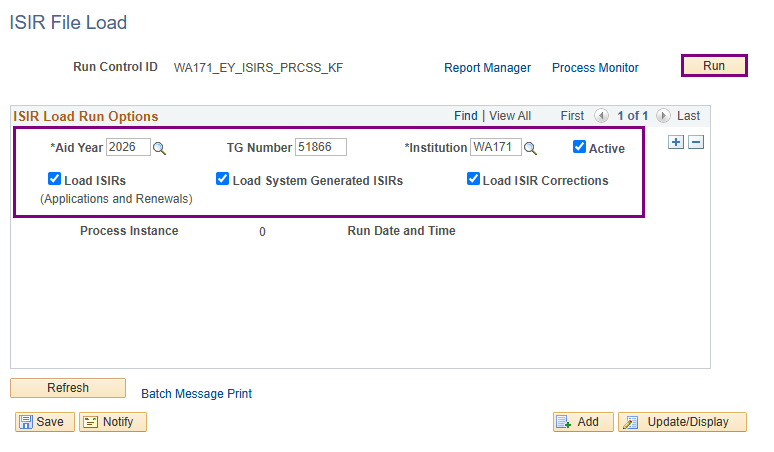 ISIR File Load
Run Control ID WA171_EY_ISIRS_PRCSS_KF Report Manager Process Monitor Run
ISIR Load Run Options Find | View All First 1 of 1 Last
*Aid Year 2026 TG Number 51866 *Institution WA171 Active
Load ISIRs Load System Generated ISIRs Load ISIR Corrections
(Applications and Renewals)
Process Instance 0 Run Date and Time
Refresh Batch Message Print
Save Notify Add Update/Display